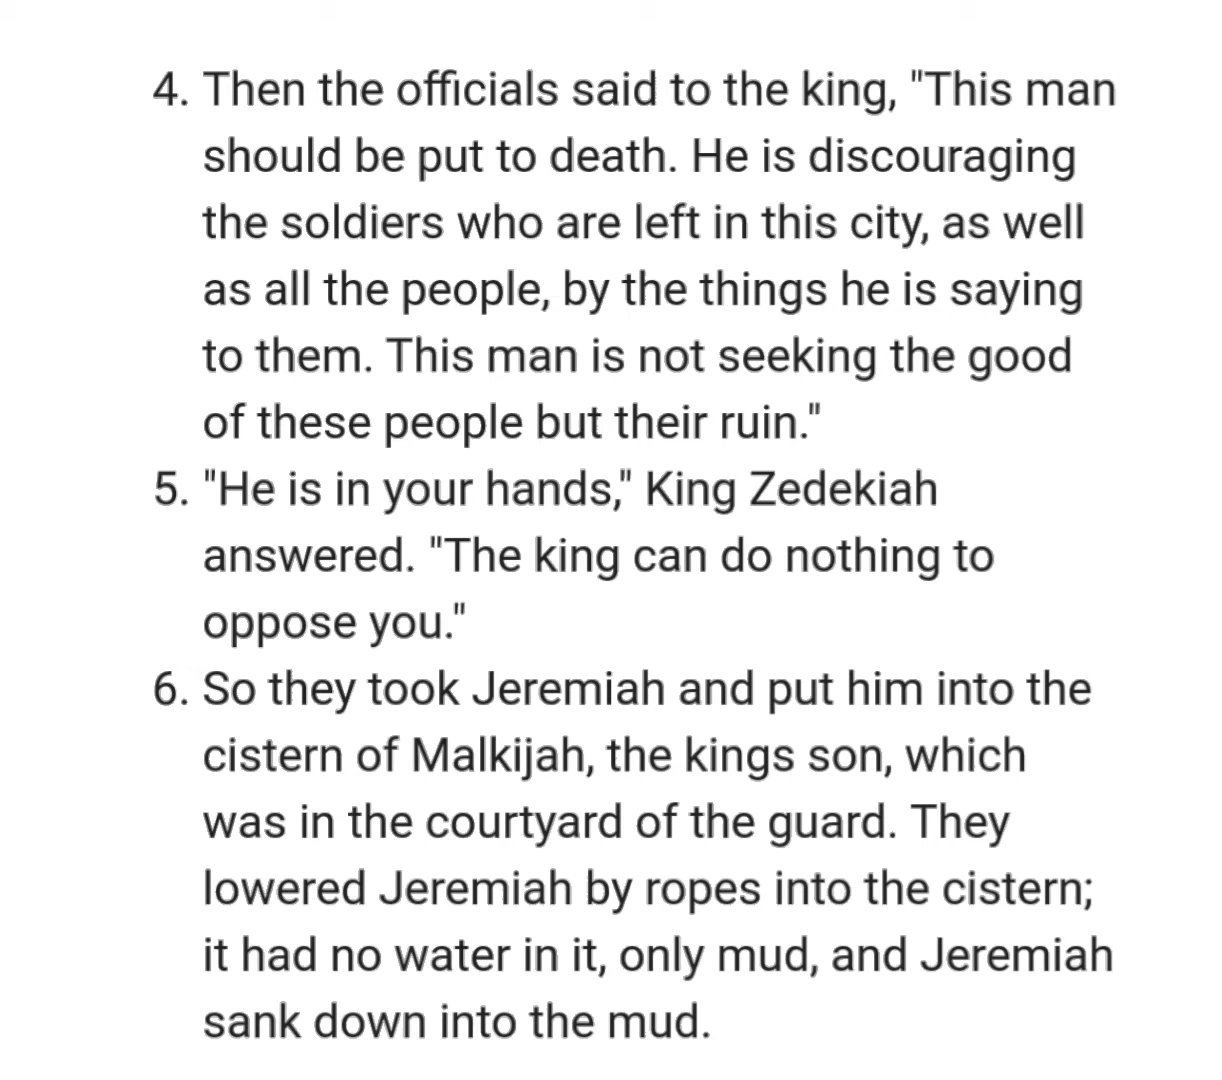 4. Then the officials said to the king, "This man
should be put to death. He is discouraging
the soldiers who are left in this city, as well
as all the people, by the things he is saying
to them. This man is not seeking the good
of these people but their ruin."
5. "He is in your hands," King Zedekiah
answered. "The king can do nothing to
oppose you."
6. So they took Jeremiah and put him into the
cistern of Malkijah, the kings son, which
was in the courtyard of the guard. They
lowered Jeremiah by ropes into the cistern;
it had no water in it, only mud, and Jeremiah
sank down into the mud.